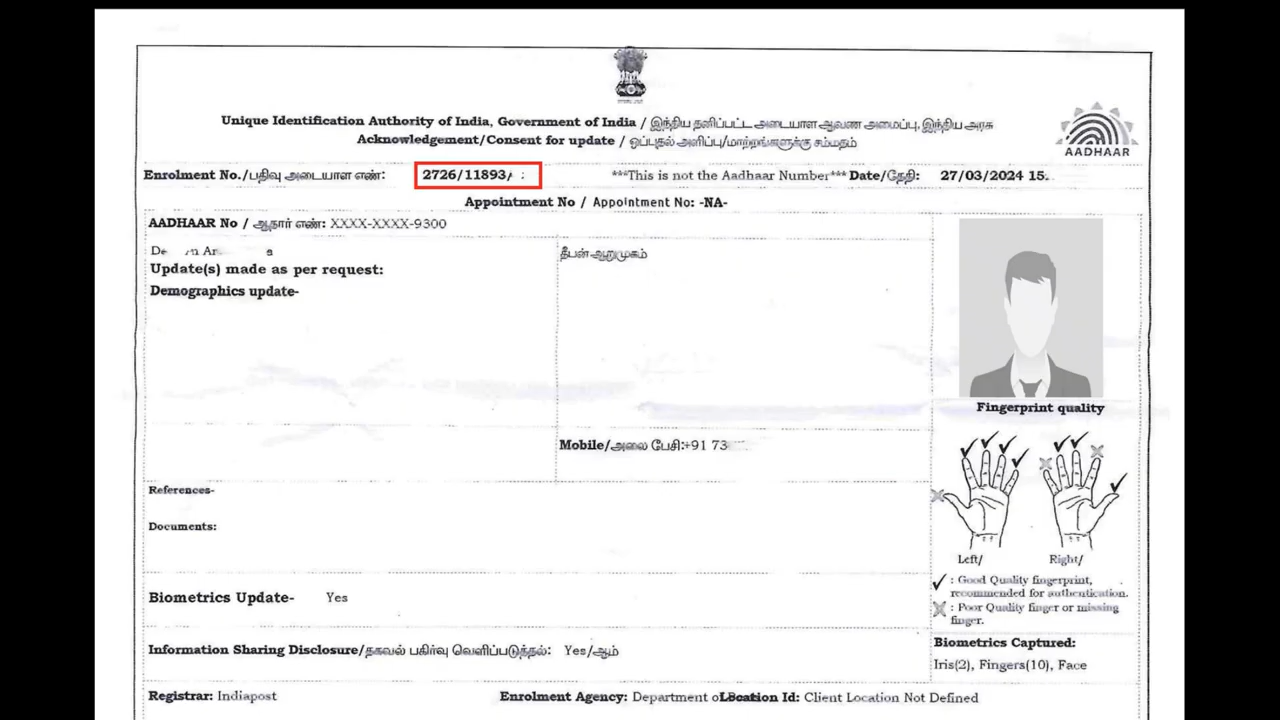 Unique Identification Authority of India, Government of India / இந்திய தனிப்பட்ட அடையாள ஆவண அமைப்பு, இந்திய அரசு
Acknowledgement/Consent for update / ஒப்புதல் அளிப்பு/மாற்றங்களுக்கு சம்மதம்
AADHAAR
Enrolment No./பதிவு அடையாள எண்: 2726/11893/ ***This is not the Aadhaar Number*** Date/தேதி: 27/03/2024 15
Appointment No / Appointment No: -NA-
AADHAAR No / ஆதார் எண்: XXXX-XXXX-9300
தீபன் ஆறுமுகம்
Update(s) made as per request:
Demographics update-
Fingerprint quality
Mobile/அலை பேசி:+91 73
References-
Documents:
Left/ Right/
: Good Quality fingerprint, recommended for authentication.
: Poor Quality finger or missing finger.
Biometrics Update- Yes
Biometrics Captured:
Iris(2), Fingers(10), Face
Information Sharing Disclosure/தகவல் பகிர்வு வெளிப்படுத்துதல்: Yes/ஆம்
Registrar: Indiapost Enrolment Agency: Department Location Id: Client Location Not Defined